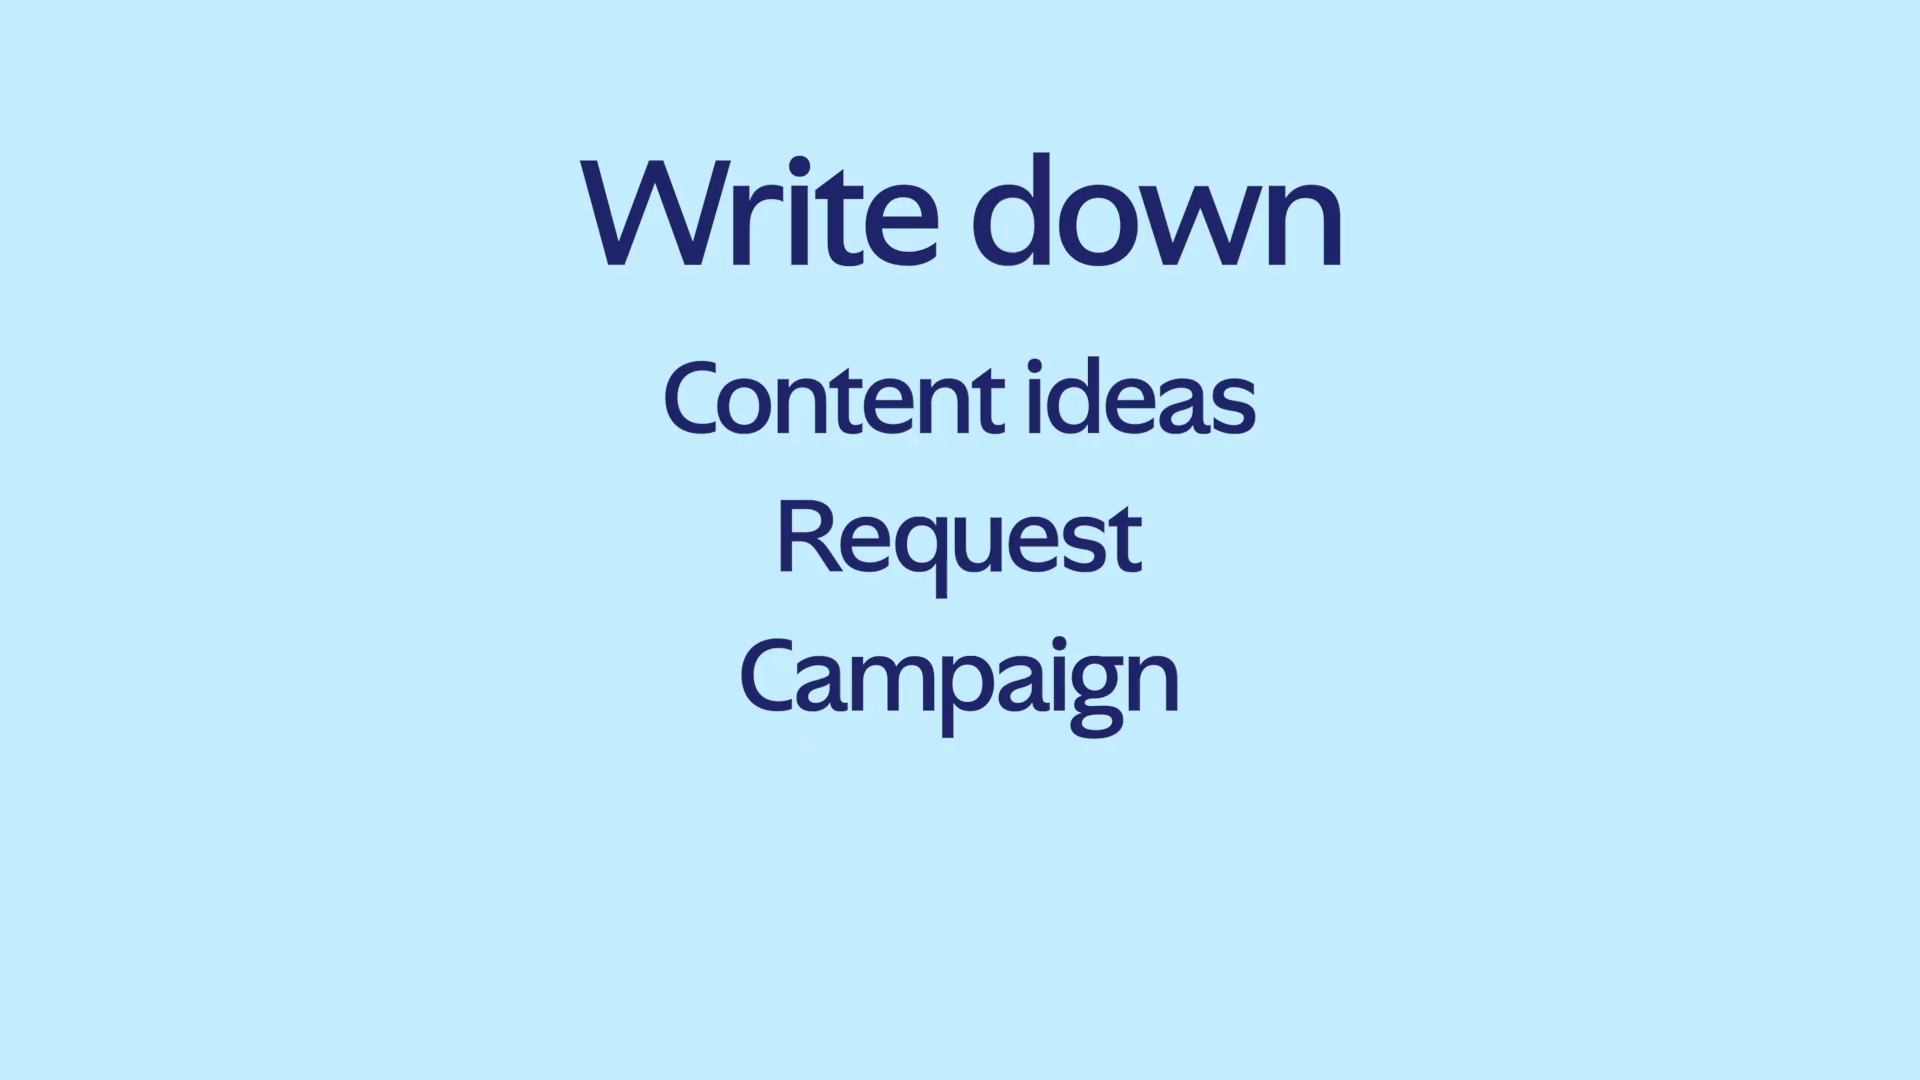 Write down
Content ideas
Request
Campaign